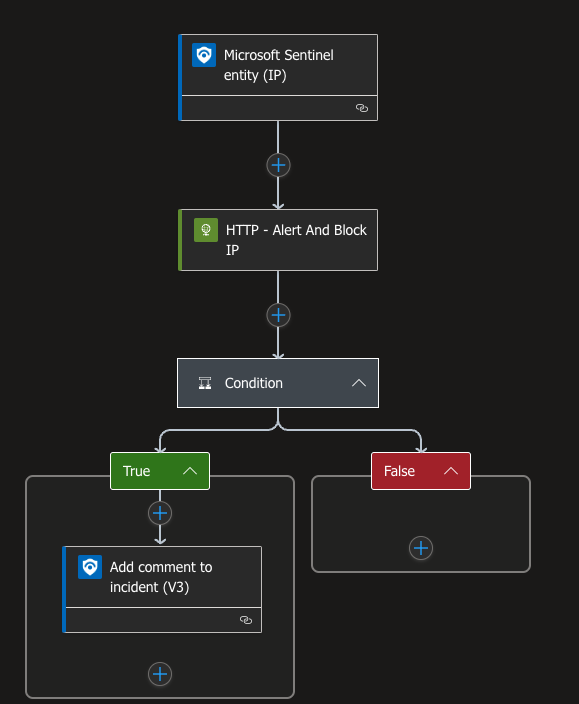 Microsoft Sentinel
entity (IP)
HTTP - Alert And Block
IP
Condition
True
False
Add comment to
incident (V3)